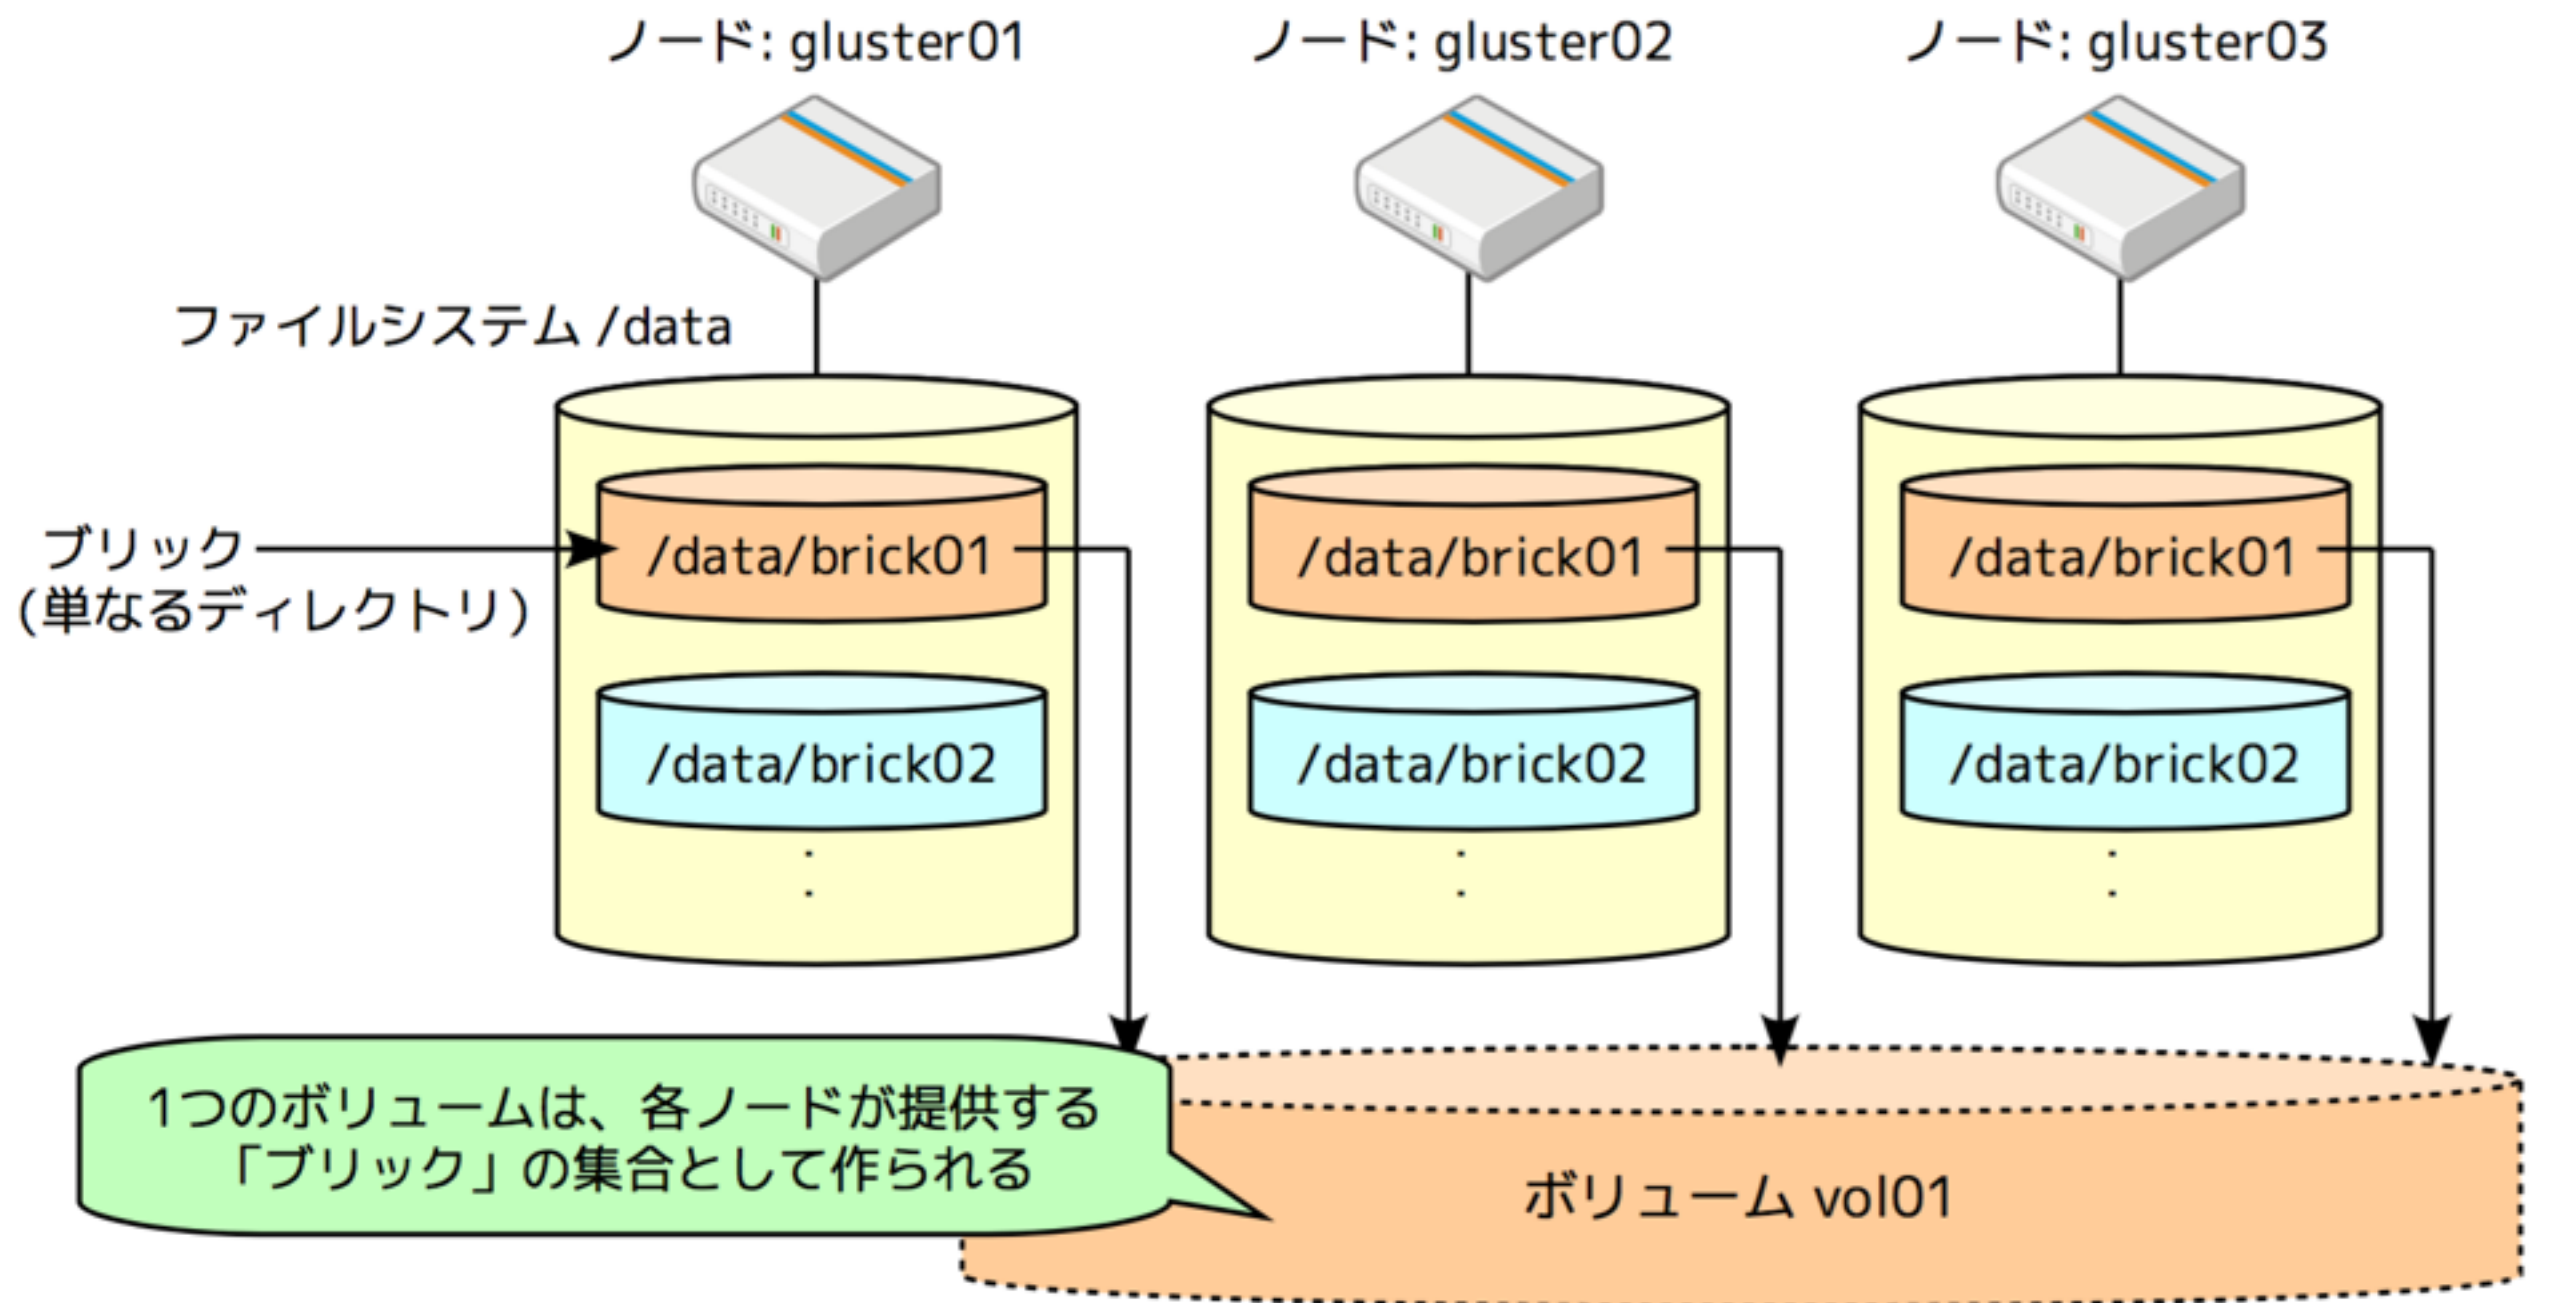 ノード: gluster01
ノード: gluster02
ノード: gluster03
ファイルシステム /data
ブリック
(単なるディレクトリ)
/data/brick01
/data/brick01
/data/brick01
/data/brick02
/data/brick02
/data/brick02
1つのボリュームは、各ノードが提供する
「ブリック」の集合として作られる
ボリューム vol01